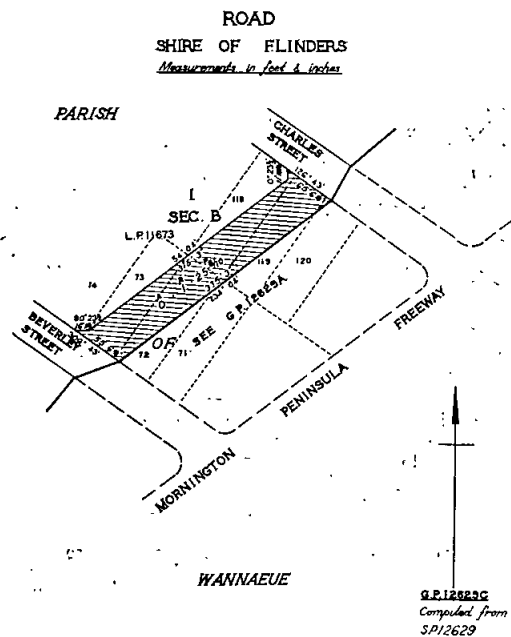 ROAD
SHIRE OF FLINDERS
Measurements in feet & inches
PARISH
CHARLES
STREET
I
SEC. B
118
L.P. 11673
119
120
73
74
SEE G.P. 12629A
OF
BEVERLEY
STREET
72
71
FREEWAY
PENINSULA
MORNINGTON
WANNAEUE
G.P. 12629C
Compiled from
S.P. 12629